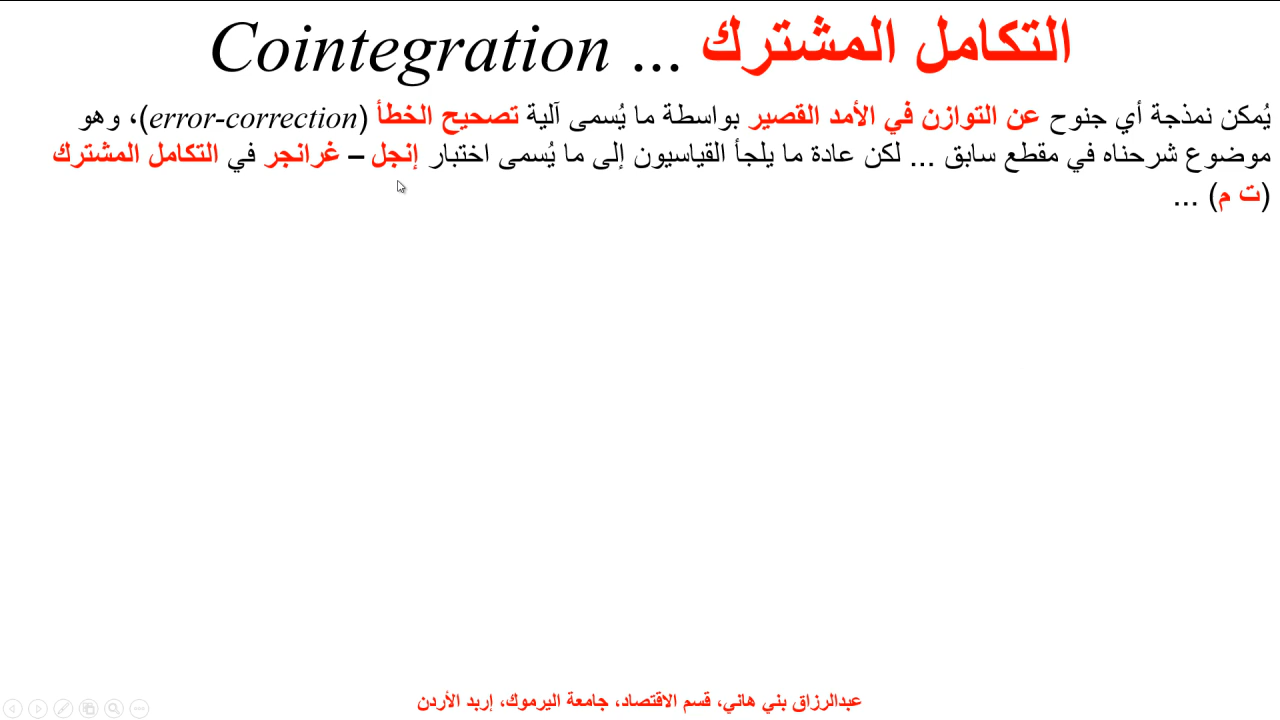 التكامل المشترك ... Cointegration
يُمكن نمذجة أي جنوح عن التوازن في الأمد القصير بواسطة ما يُسمى آلية تصحيح الخطأ (error-correction)، وهو
موضوع شرحناه في مقطع سابق ... لكن عادة ما يلجأ القياسيون إلى ما يُسمى اختبار إنجل – غرانجر في التكامل المشترك
(ت م) ...
عبدالرزاق بني هاني، قسم الاقتصاد، جامعة اليرموك، إربد الأردن